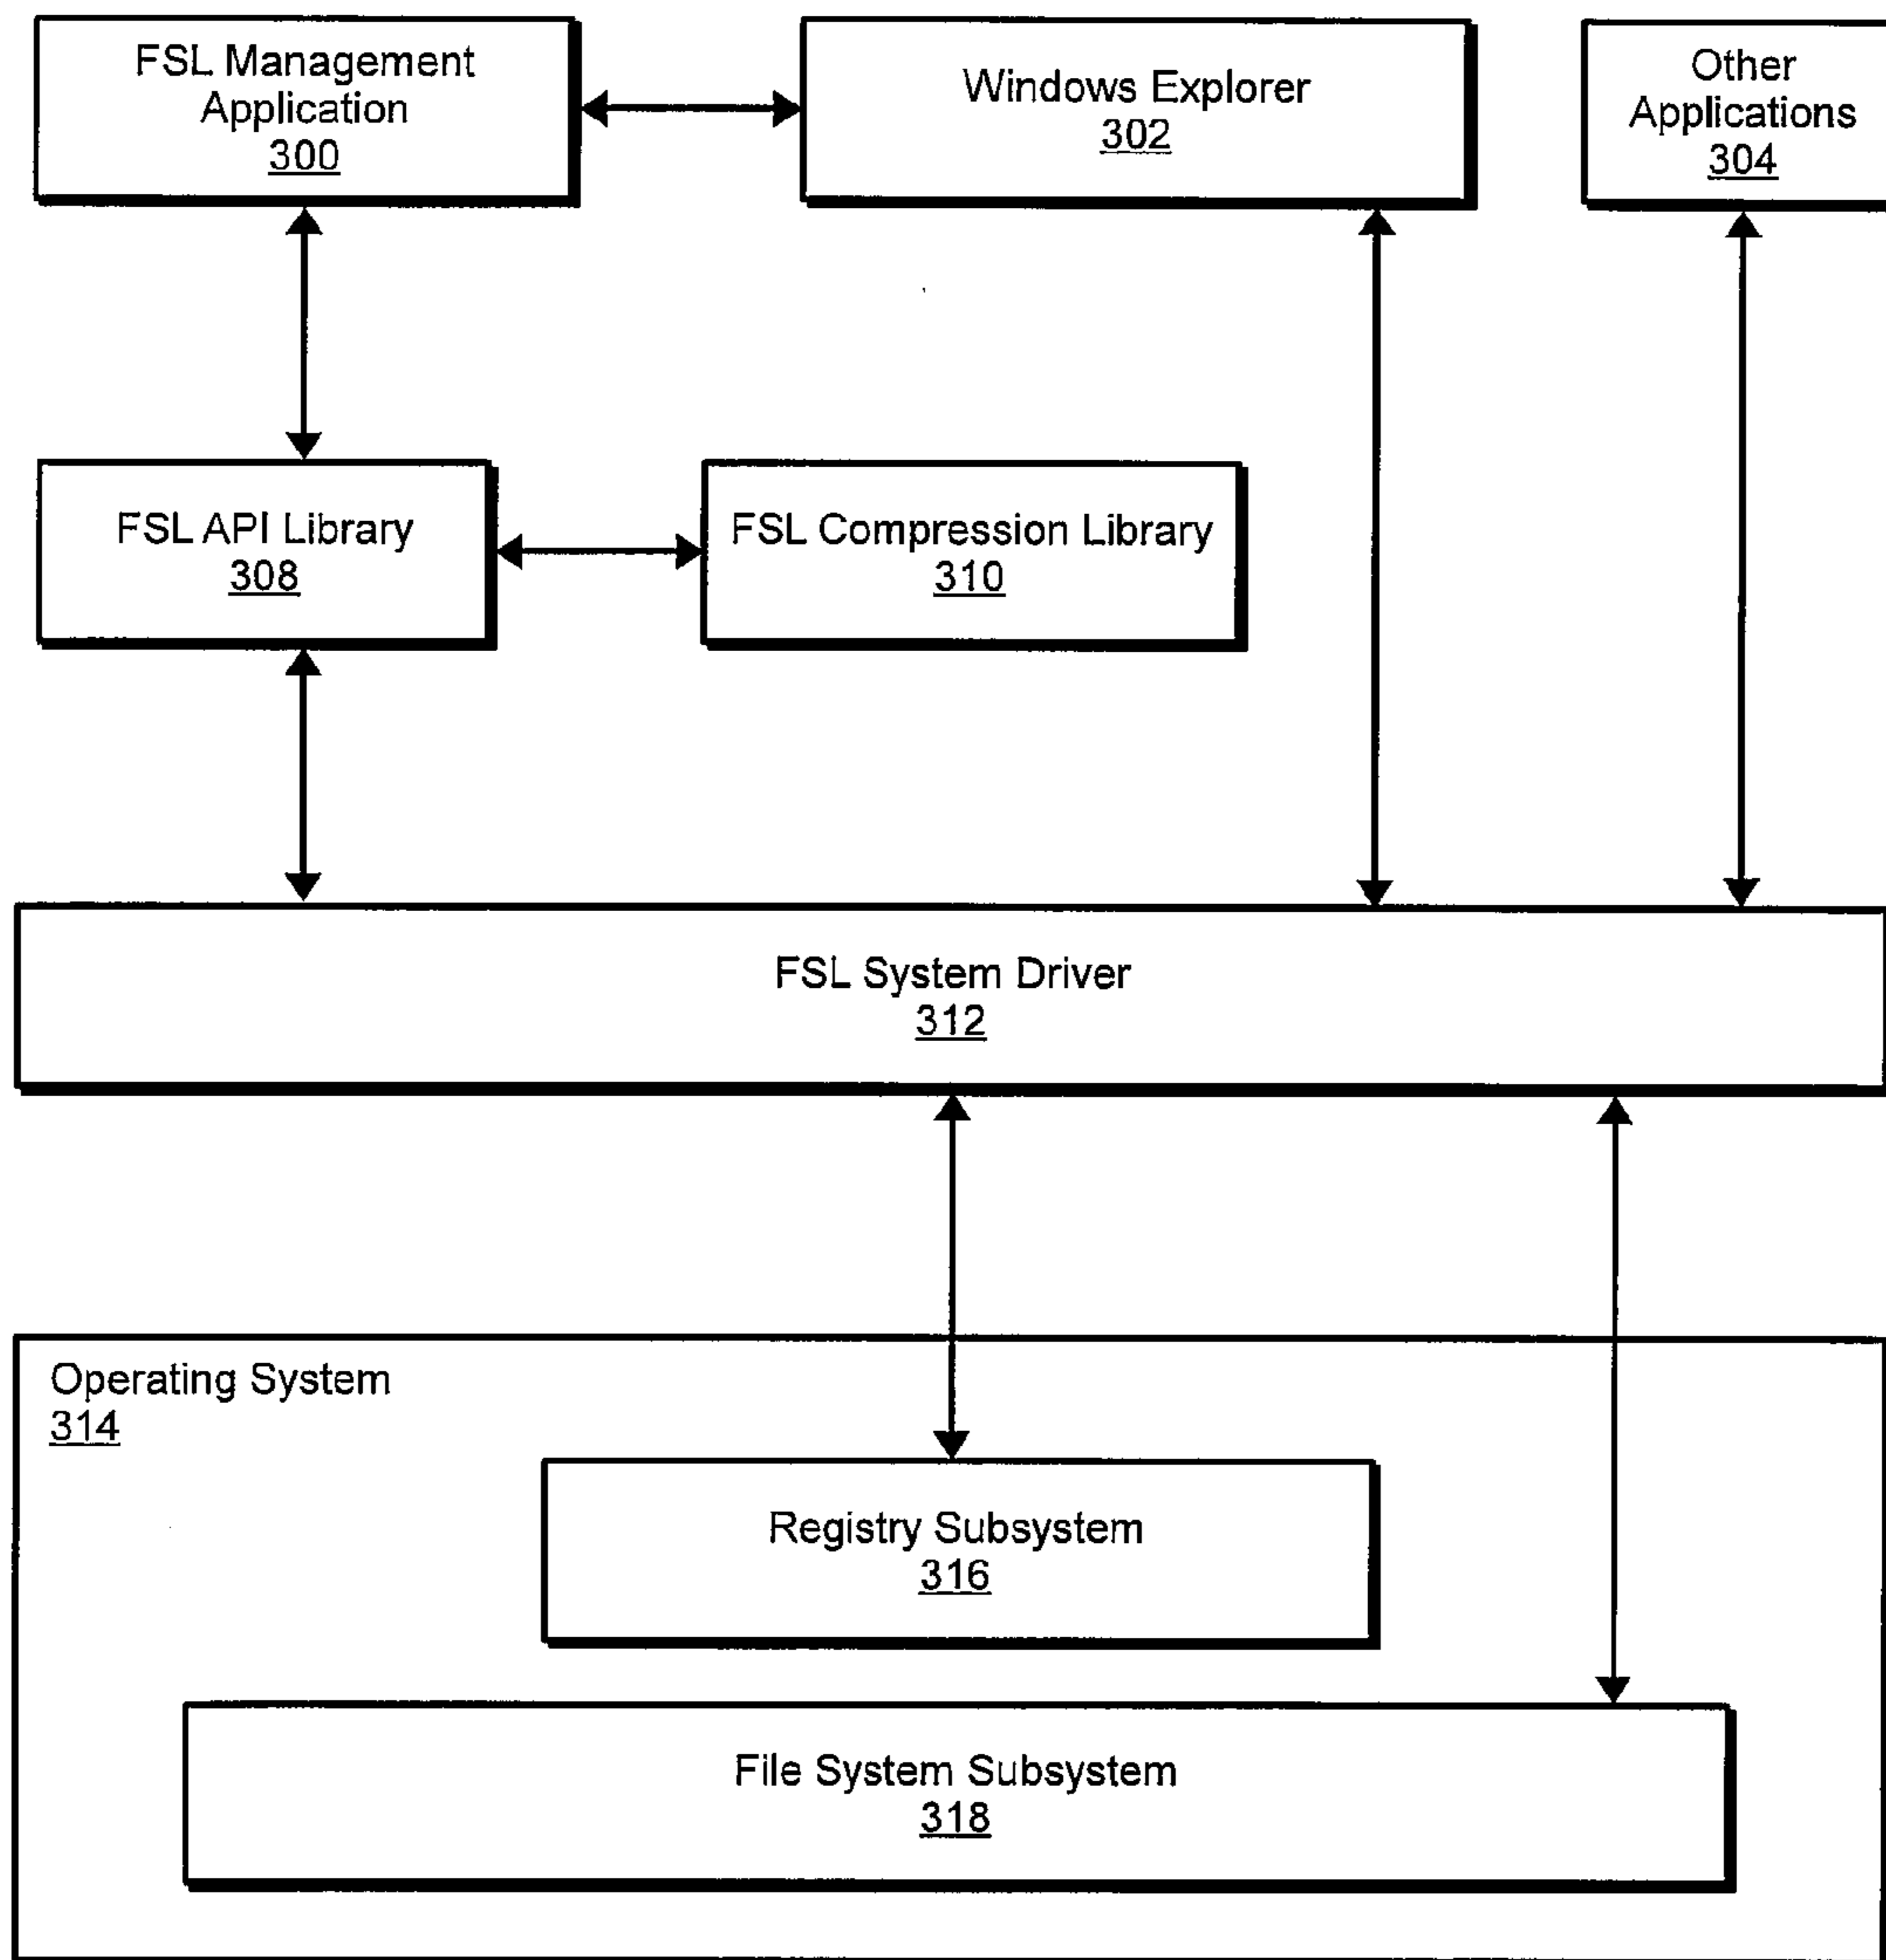 FSL Management
Application
300
Windows Explorer
302
Other
Applications
304
FSL API Library
308
FSL Compression Library
310
FSL System Driver
312
Operating System
314
Registry Subsystem
316
File System Subsystem
318